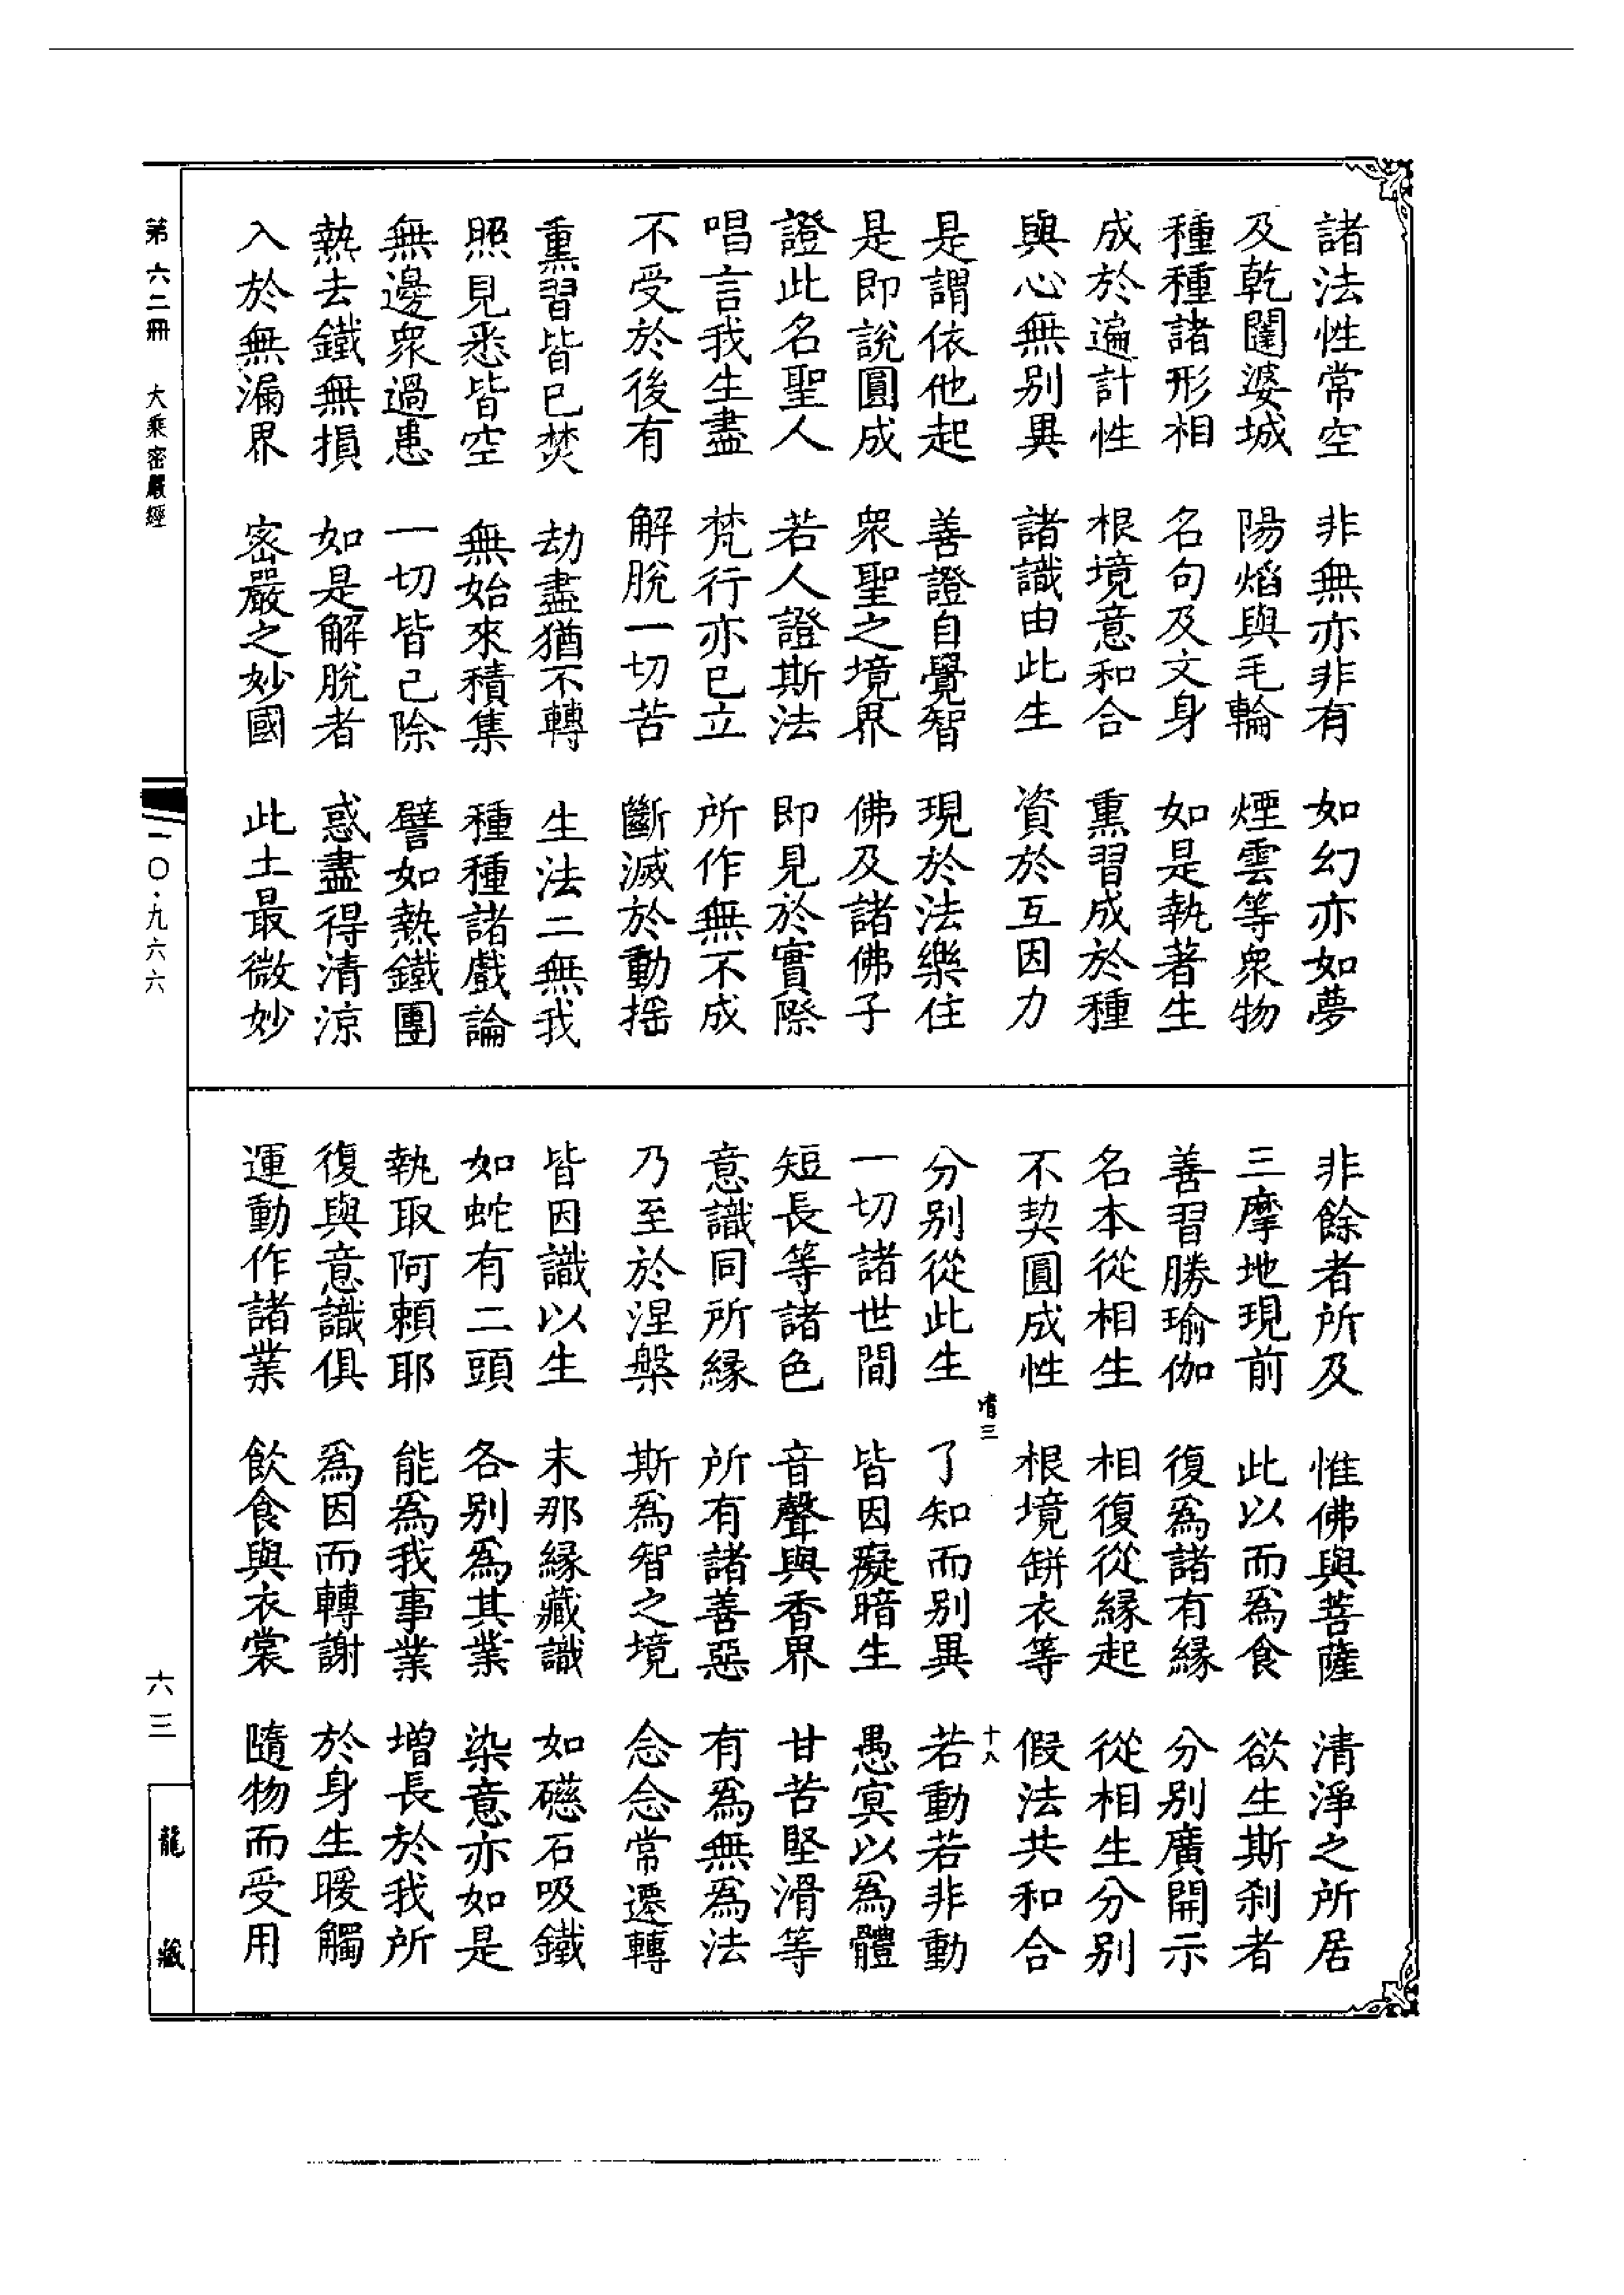 諸法性常空　非無亦非有　如幻亦如夢
及乾闥婆城　陽焰與毛輪　煙雲等衆物
種種諸形相　名句及文身　如是執著生
成於遍計性　根境意和合　熏習成於種
與心無别異　諸識由此生　資於互因力
是謂依他起　善證自覺智　現於法樂住
是即說圓成　衆聖之境界　佛及諸佛子
證此名聖人　若人證斯法　即見於實際
唱言我生盡　梵行亦已立　所作無不成
不受於後有　解脫一切苦　斷滅於動摇
熏習皆已焚　劫盡猶不轉　生法二無我
照見悉皆空　無始來積集　種種諸戲論
無邊衆過患　一切皆已除　譬如熱鐵團
熱去鐵無損　如是解脫者　惑盡得清涼
入於無漏界　密嚴之妙國　此土最微妙
非餘者所及　惟佛與菩薩　清淨之所居
三摩地現前　此以而爲食　欲生斯刹者
善習勝瑜伽　復爲諸有縁　分别廣開示
名本從相生　相復從縁起　從相生分别
不契圓成性　根境缾衣等　假法共和合
分别從此生　了知而别異　若動若非動
一切諸世間　皆因癡暗生　愚冥以爲體
短長等諸色　音聲與香界　甘苦堅滑等
意識同所縁　所有諸善惡　有爲無爲法
乃至於涅槃　斯爲智之境　念念常遷轉
皆因識以生　末那縁藏識　如磁石吸鐵
如蛇有二頭　各别爲其業　染意亦如是
執取阿賴耶　能爲我事業　增長於我所
復與意識俱　爲因而轉謝　於身生暖觸
運動作諸業　飲食與衣裳　隨物而受用
三
十八
第六二冊　大乘密嚴經
一〇·九六六
六三
龍藏